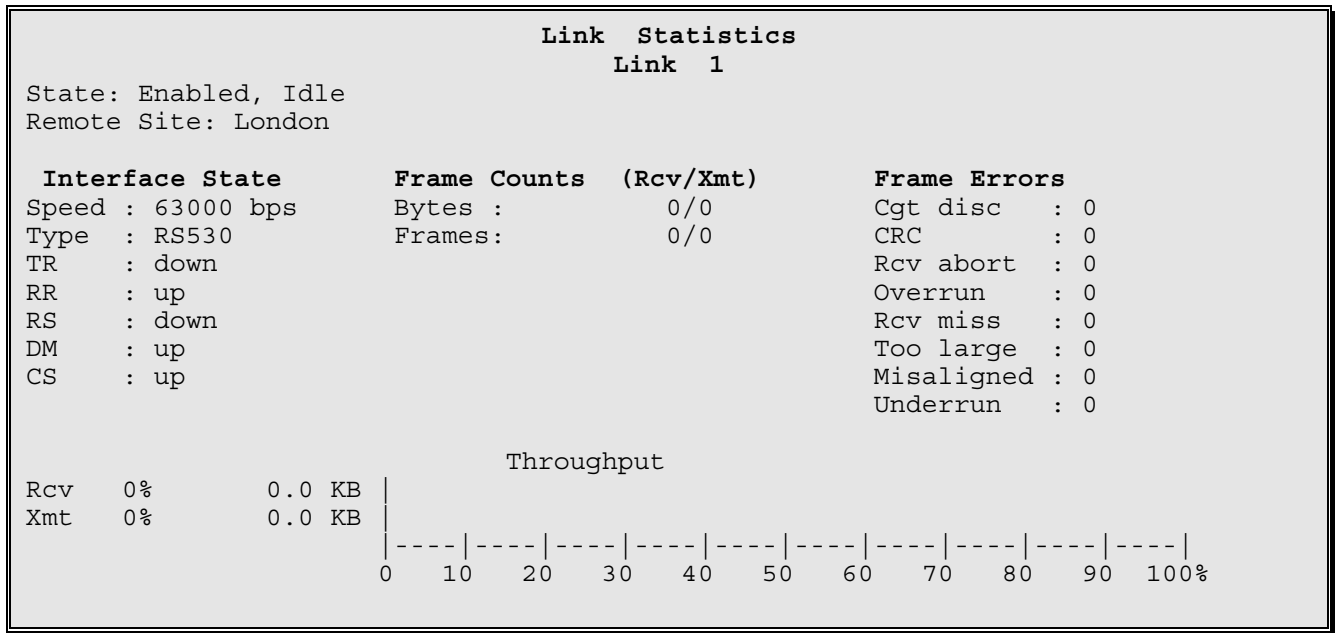 Link  Statistics
Link  1
State: Enabled, Idle
Remote Site: London
Interface State       Frame Counts  (Rcv/Xmt)       Frame Errors
Speed : 63000 bps      Bytes :          0/0          Cgt disc   : 0
Type  : RS530          Frames:          0/0          CRC        : 0
TR    : down                                         Rcv abort  : 0
RR    : up                                           Overrun    : 0
RS    : down                                         Rcv miss   : 0
DM    : up                                           Too large  : 0
CS    : up                                           Misaligned : 0
Underrun   : 0
Throughput
Rcv   0%       0.0 KB |
Xmt   0%       0.0 KB |
|----|----|----|----|----|----|----|----|----|----|
0   10   20   30   40   50   60   70   80   90  100%